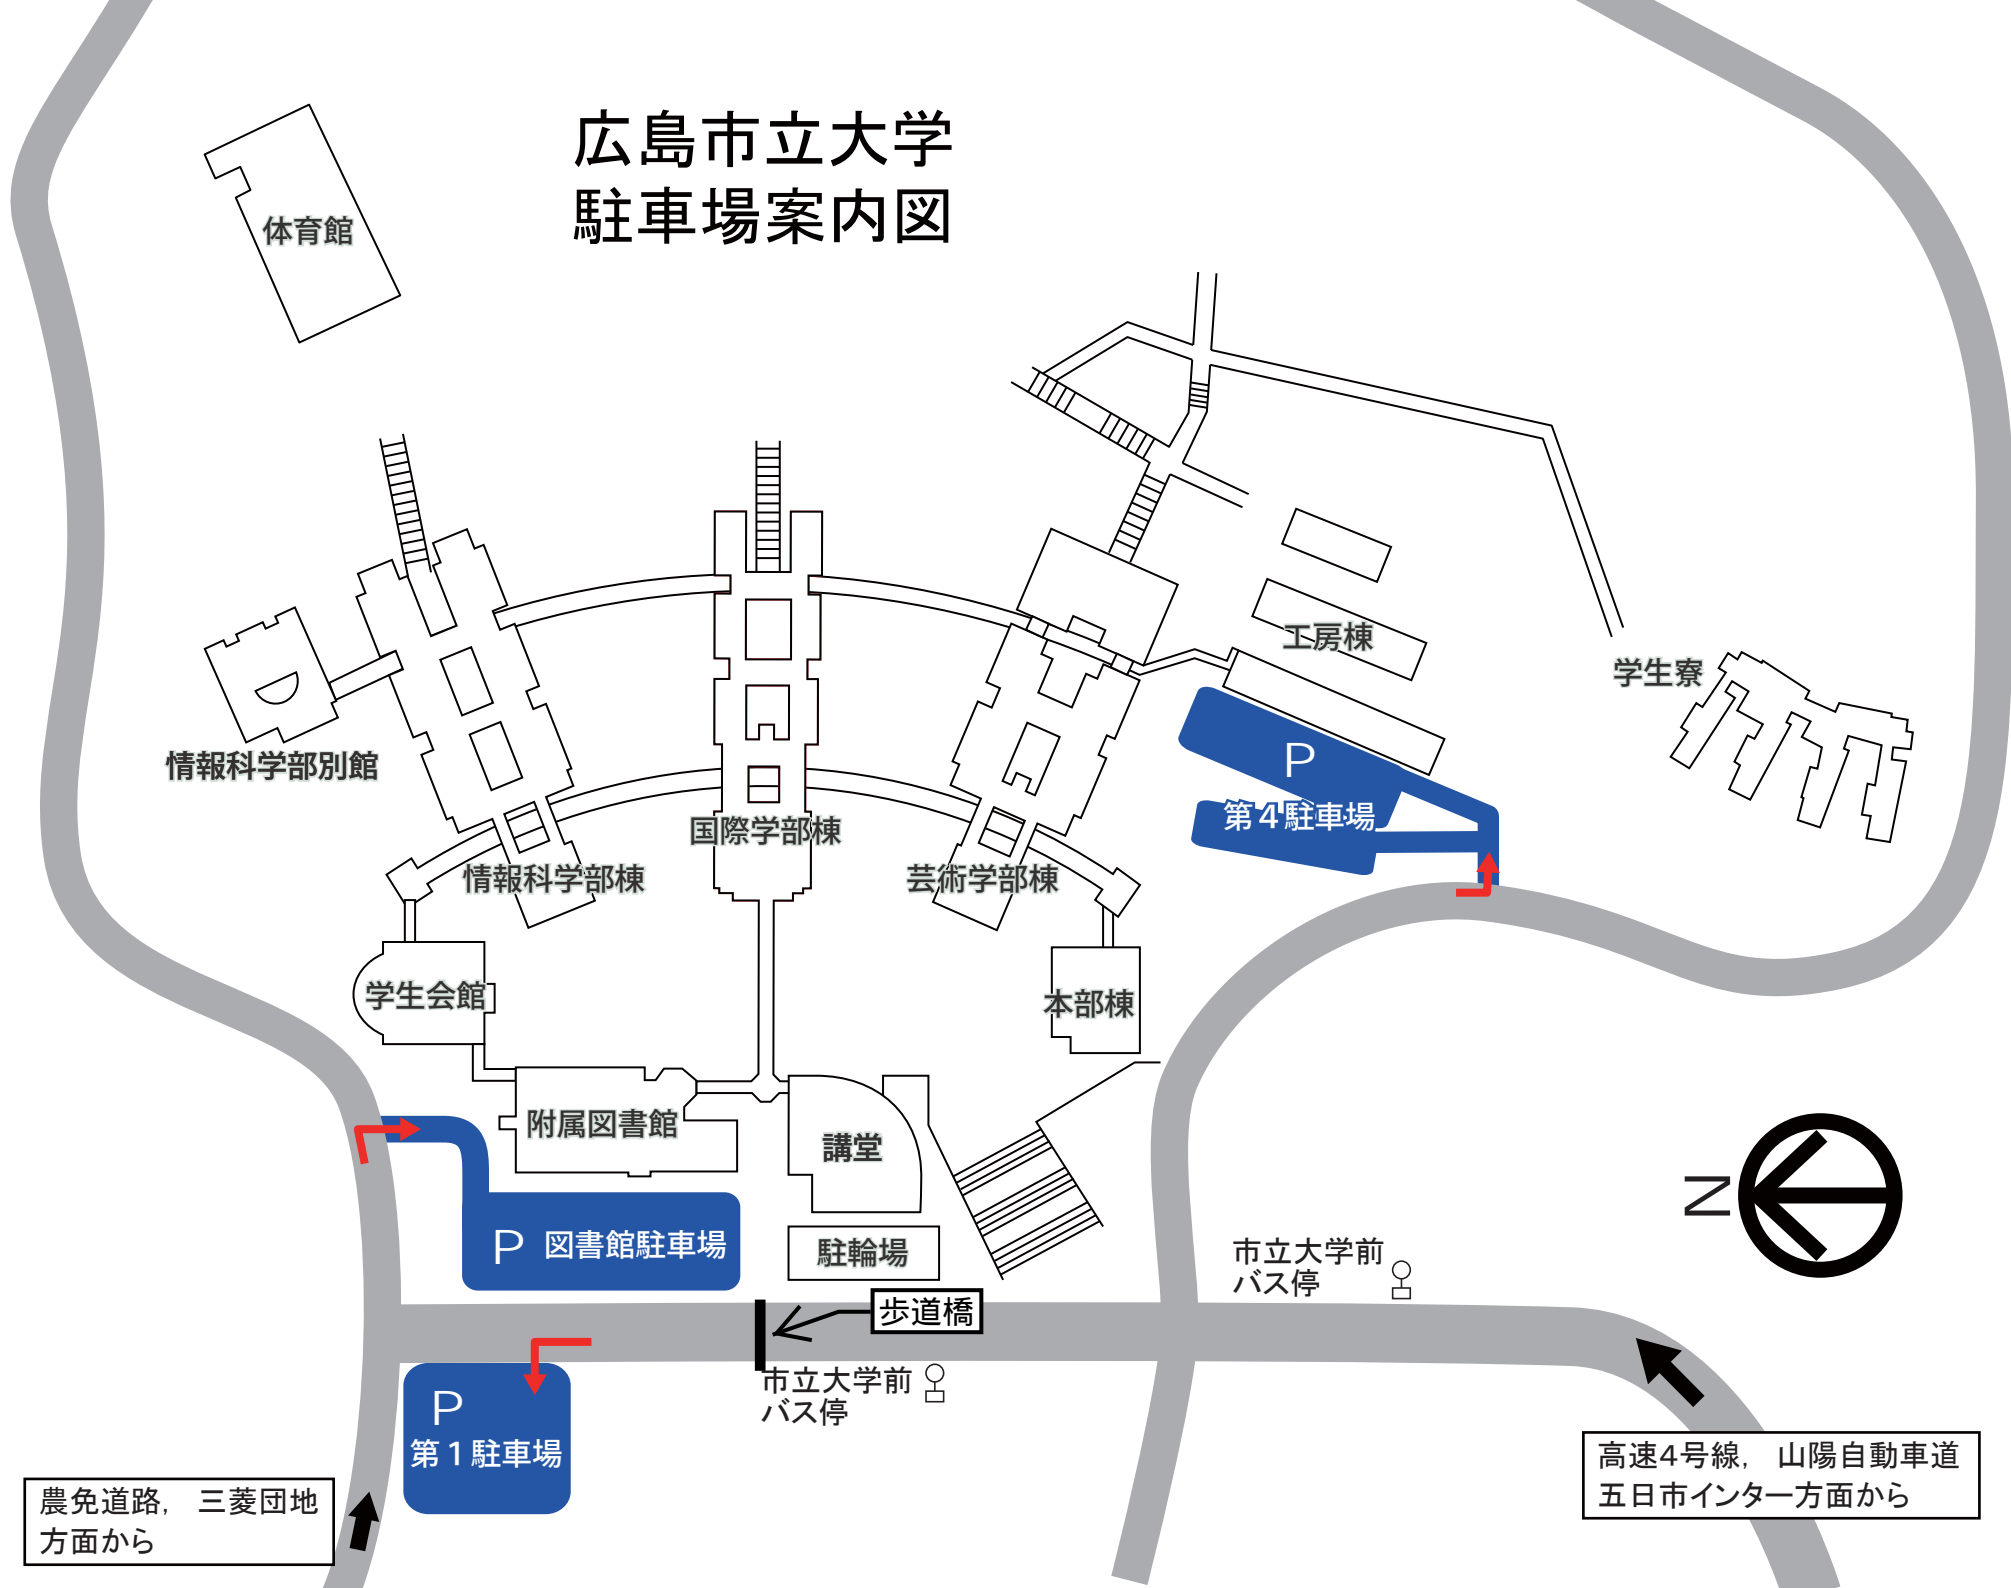 広島市立大学
駐車場案内図
体育館
工房棟
学生寮
情報科学部別館
P
第４駐車場
国際学部棟
情報科学部棟
芸術学部棟
学生会館
本部棟
附属図書館
講堂
N
P 図書館駐車場
駐輪場
市立大学前
バス停
歩道橋
市立大学前
バス停
P
第１駐車場
高速4号線,　山陽自動車道
五日市インター方面から
農免道路,　三菱団地
方面から